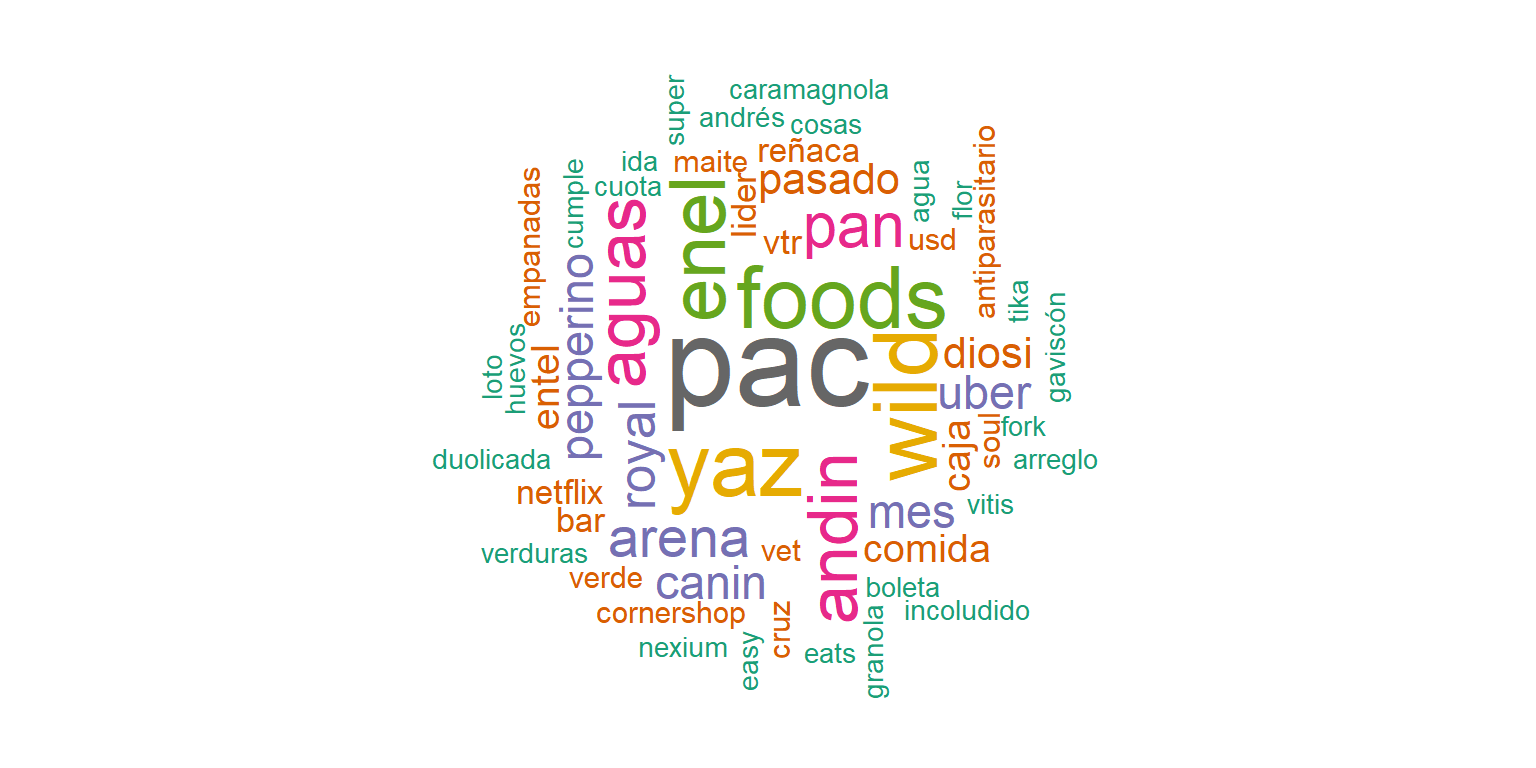 caramagnola
super
andrés
cosas
reñaca
ida
maite
cuota
lider
pasado
agua
flor
antiparasitario
empanadas
cumple
aguas
enel
vtr
pan
usd
pepperino
foods
tika
gaviscón
loto
huevos
entel
pac
wild
diosi
uber
royal
caja
soul
fork
duolicada
yaz
arreglo
netflix
andin
mes
vitis
bar
arena
vet
comida
verduras
verde
canin
boleta
cornershop
cruz
incoludido
nexium
easy
eats
granola